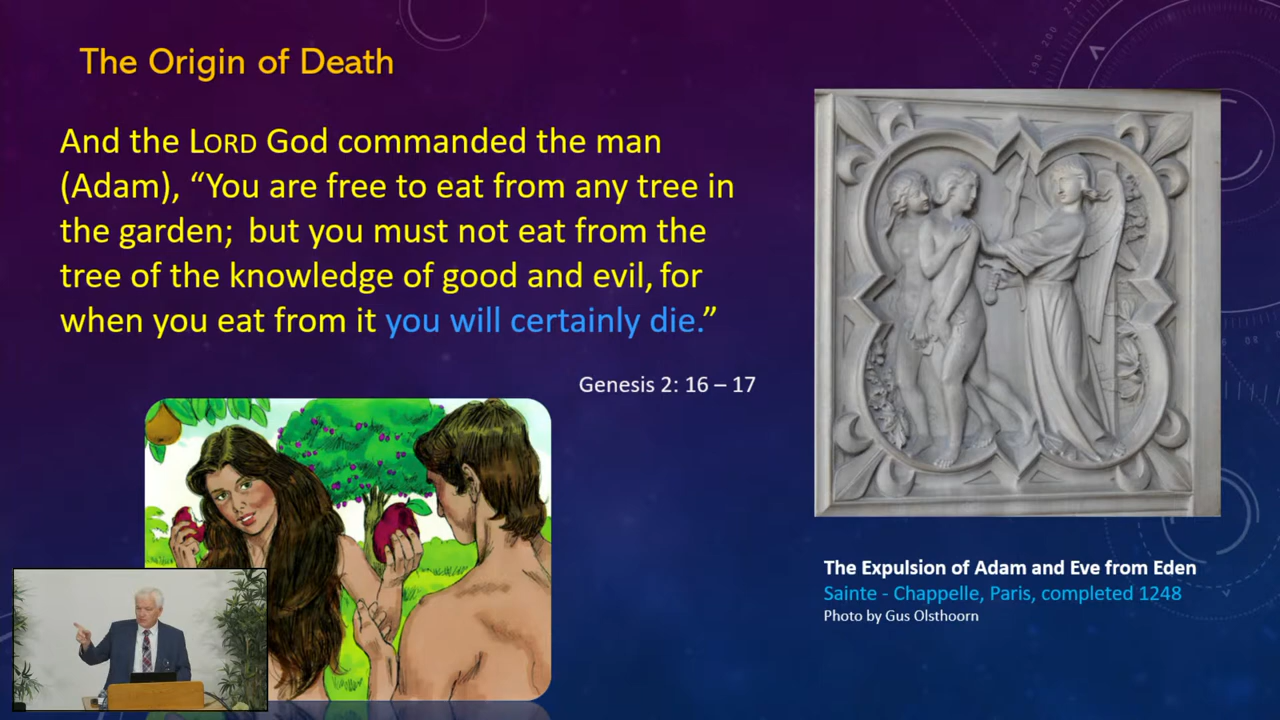 The Origin of Death
And the LORD God commanded the man
(Adam), “You are free to eat from any tree in
the garden;  but you must not eat from the
tree of the knowledge of good and evil, for
when you eat from it you will certainly die.”
Genesis 2: 16 – 17
The Expulsion of Adam and Eve from Eden
Sainte - Chappelle, Paris, completed 1248
Photo by Gus Olsthoorn